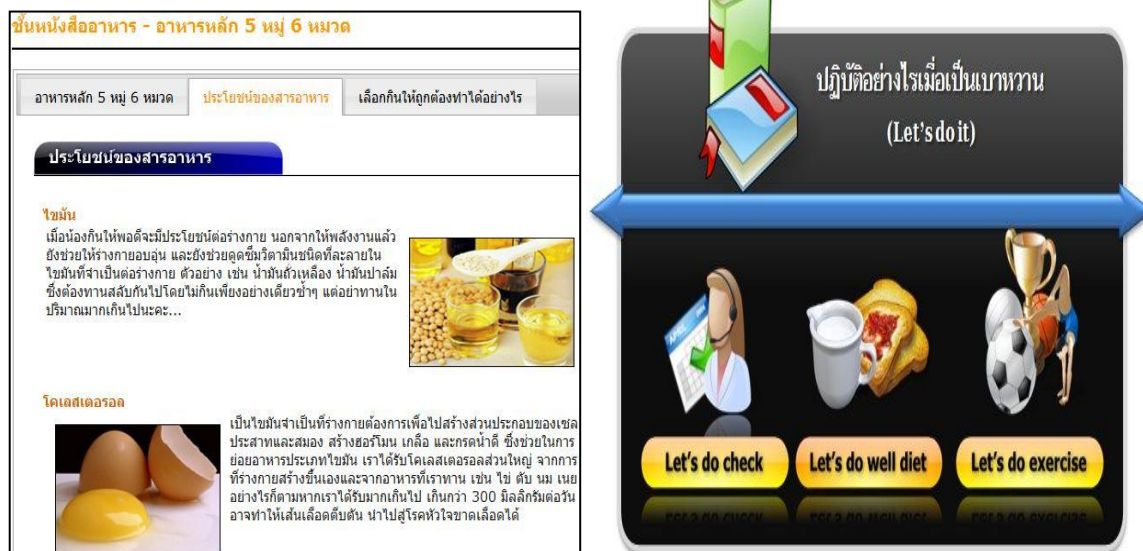 ชั้นหนังสืออาหาร - อาหารหลัก 5 หมู่ 6 หมวด
อาหารหลัก 5 หมู่ 6 หมวด
ประโยชน์ของสารอาหาร
เลือกกินให้ถูกต้องทำได้อย่างไร
ประโยชน์ของสารอาหาร
ไขมัน
เมื่อน้องกินให้พอดีจะมีประโยชน์ต่อร่างกาย นอกจากให้พลังงานแล้ว
ยังช่วยให้ร่างกายอบอุ่น และยังช่วยดูดซึมวิตามินชนิดที่ละลายใน
ไขมันที่จำเป็นต่อร่างกาย ตัวอย่าง เช่น น้ำมันถั่วเหลือง น้ำมันปาล์ม
ซึ่งต้องทานสลับกันไปโดยไม่กินเพียงอย่างเดียวซ้ำๆ แต่อย่าทานใน
ปริมาณมากเกินไปนะคะ...
โคเลสเตอรอล
เป็นไขมันจำเป็นที่ร่างกายต้องการเพื่อไปสร้างส่วนประกอบของเซล
ประสาทและสมอง สร้างฮอร์โมน เกลือ และกรดน้ำดี ซึ่งช่วยในการ
ย่อยอาหารประเภทไขมัน เราได้รับโคเลสเตอรอลส่วนใหญ่ จากการ
ที่ร่างกายสร้างขึ้นเองและจากอาหารที่เราทาน เช่น ไข่ ตับ นม เนย
อย่างไรก็ตามหากเราได้รับมากเกินไป เกินกว่า 300 มิลลิกรัมต่อวัน
อาจทำให้เส้นเลือดตีบตัน นำไปสู่โรคหัวใจขาดเลือดได้
ปฏิบัติอย่างไรเมื่อเป็นเบาหวาน
(Let's do it)
APRIL
Let's do check
Let's do well diet
Let's do exercise